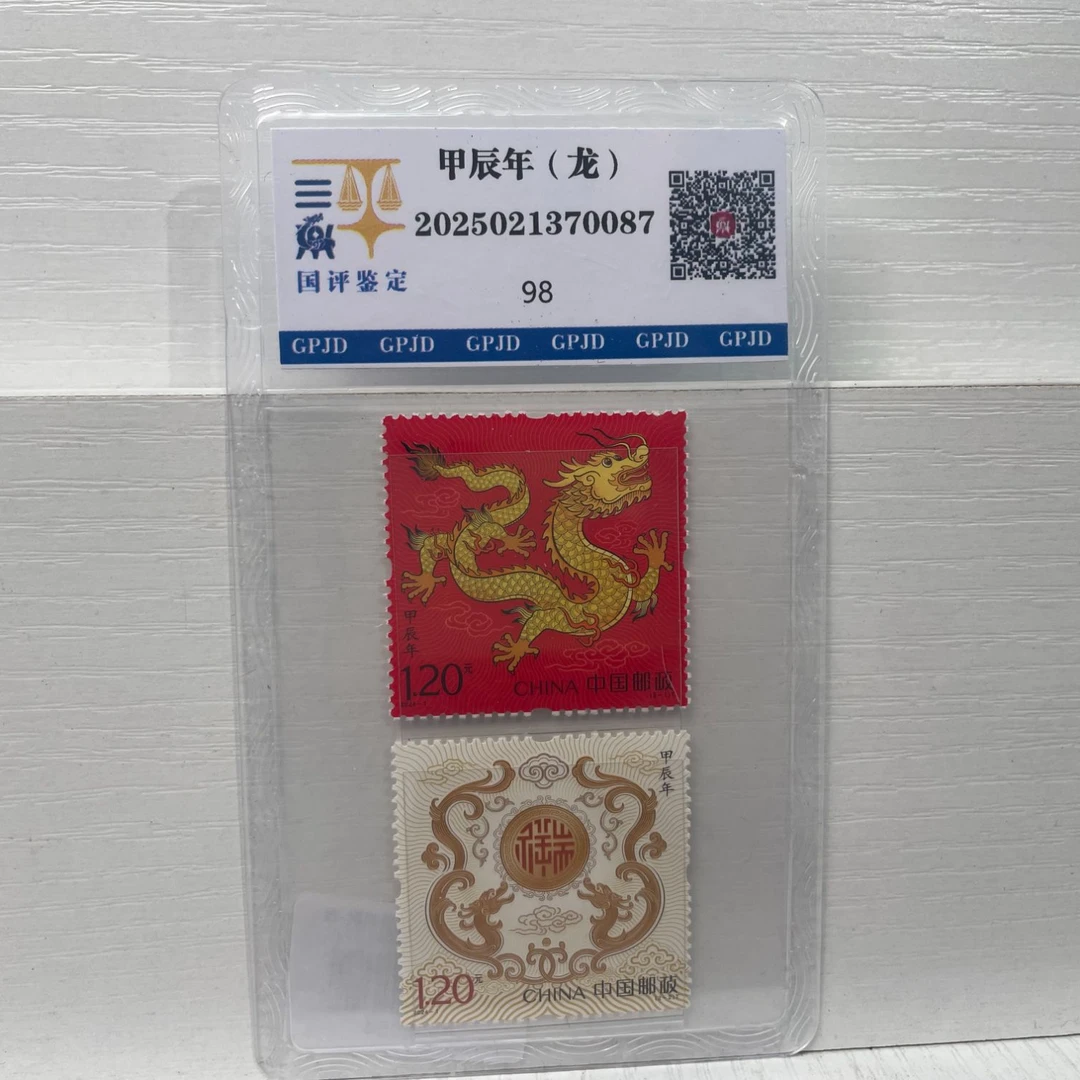 甲辰年（龙）
2025021370087
98
国评鉴定
GPJD GPJD GPJD GPJD GPJD GPJD
甲辰年
1.20元
CHINA 中国邮政
甲辰年
1.20元
CHINA 中国邮政